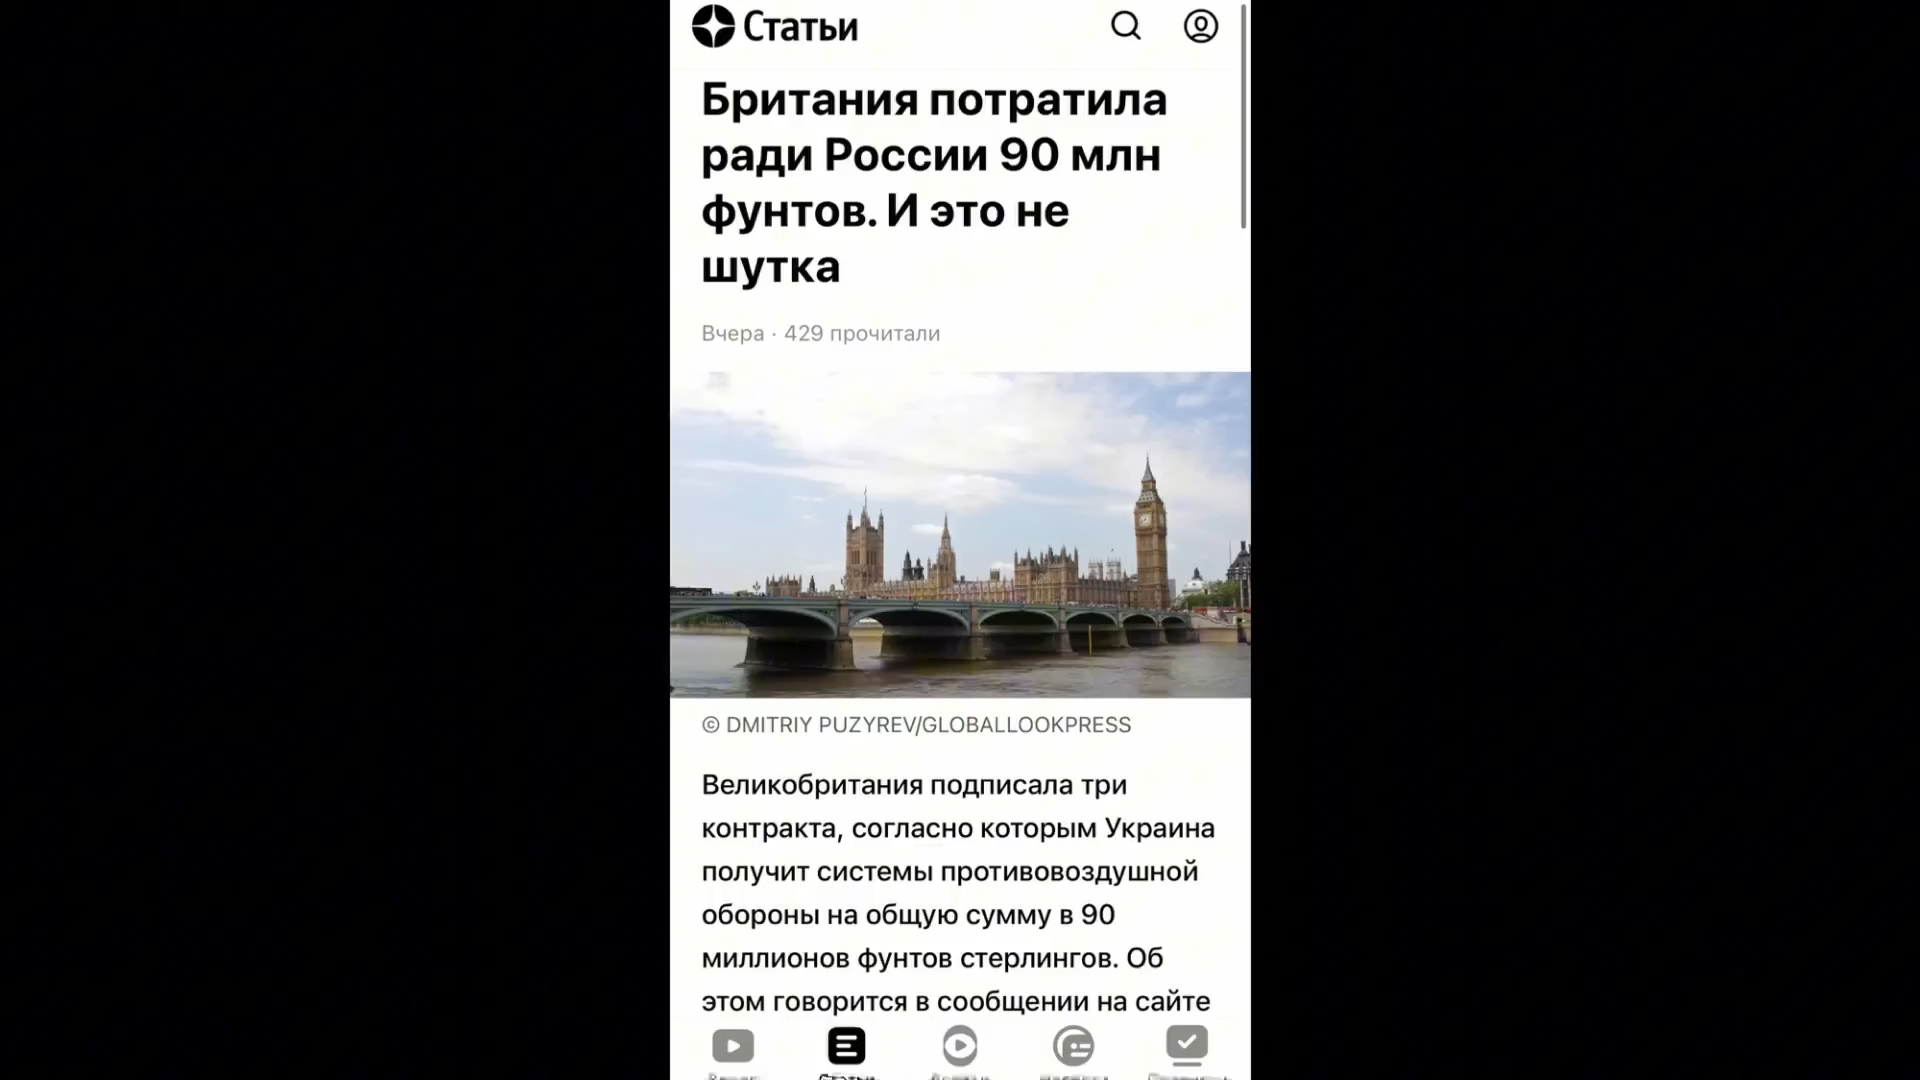 Статьи
Британия потратила
ради России 90 млн
фунтов. И это не
шутка
Вчера · 429 прочитали
© DMITRIY PUZYREV/GLOBALLOOKPRESS
Великобритания подписала три
контракта, согласно которым Украина
получит системы противовоздушной
обороны на общую сумму в 90
миллионов фунтов стерлингов. Об
этом говорится в сообщении на сайте